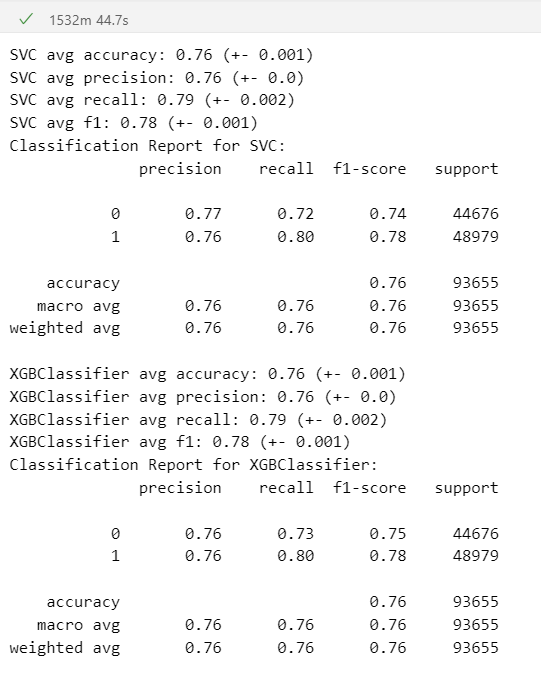 1532m 44.7s
SVC avg accuracy: 0.76 (+- 0.001)
SVC avg precision: 0.76 (+- 0.0)
SVC avg recall: 0.79 (+- 0.002)
SVC avg f1: 0.78 (+- 0.001)
Classification Report for SVC:
              precision    recall  f1-score   support

           0       0.77      0.72      0.74     44676
           1       0.76      0.80      0.78     48979

    accuracy                           0.76     93655
   macro avg       0.76      0.76      0.76     93655
weighted avg       0.76      0.76      0.76     93655

XGBClassifier avg accuracy: 0.76 (+- 0.001)
XGBClassifier avg precision: 0.76 (+- 0.0)
XGBClassifier avg recall: 0.79 (+- 0.002)
XGBClassifier avg f1: 0.78 (+- 0.001)
Classification Report for XGBClassifier:
              precision    recall  f1-score   support

           0       0.76      0.73      0.75     44676
           1       0.76      0.80      0.78     48979

    accuracy                           0.76     93655
   macro avg       0.76      0.76      0.76     93655
weighted avg       0.76      0.76      0.76     93655